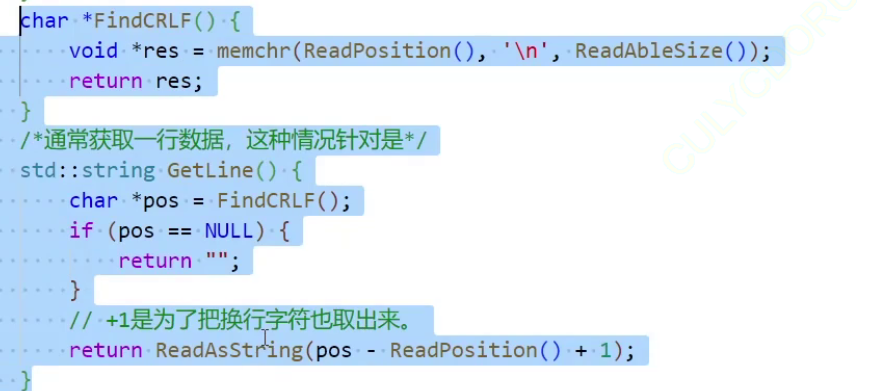 char *FindCRLF() {
void *res = memchr(ReadPosition(), '\n', ReadAbleSize());
return res;
}
/*通常获取一行数据，这种情况针对是*/
std::string GetLine() {
char *pos = FindCRLF();
if (pos == NULL) {
return "";
}
// +1是为了把换行字符也取出来。
return ReadAsString(pos - ReadPosition() + 1);
}